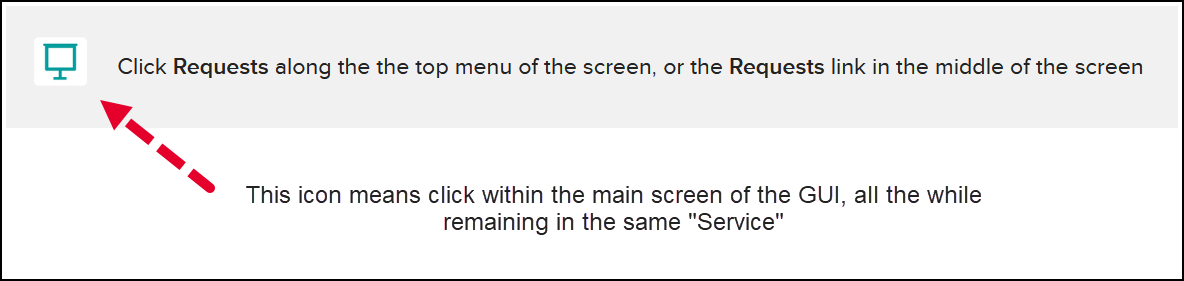 Click Requests along the the top menu of the screen, or the Requests link in the middle of the screen
This icon means click within the main screen of the GUI, all the while
remaining in the same "Service"